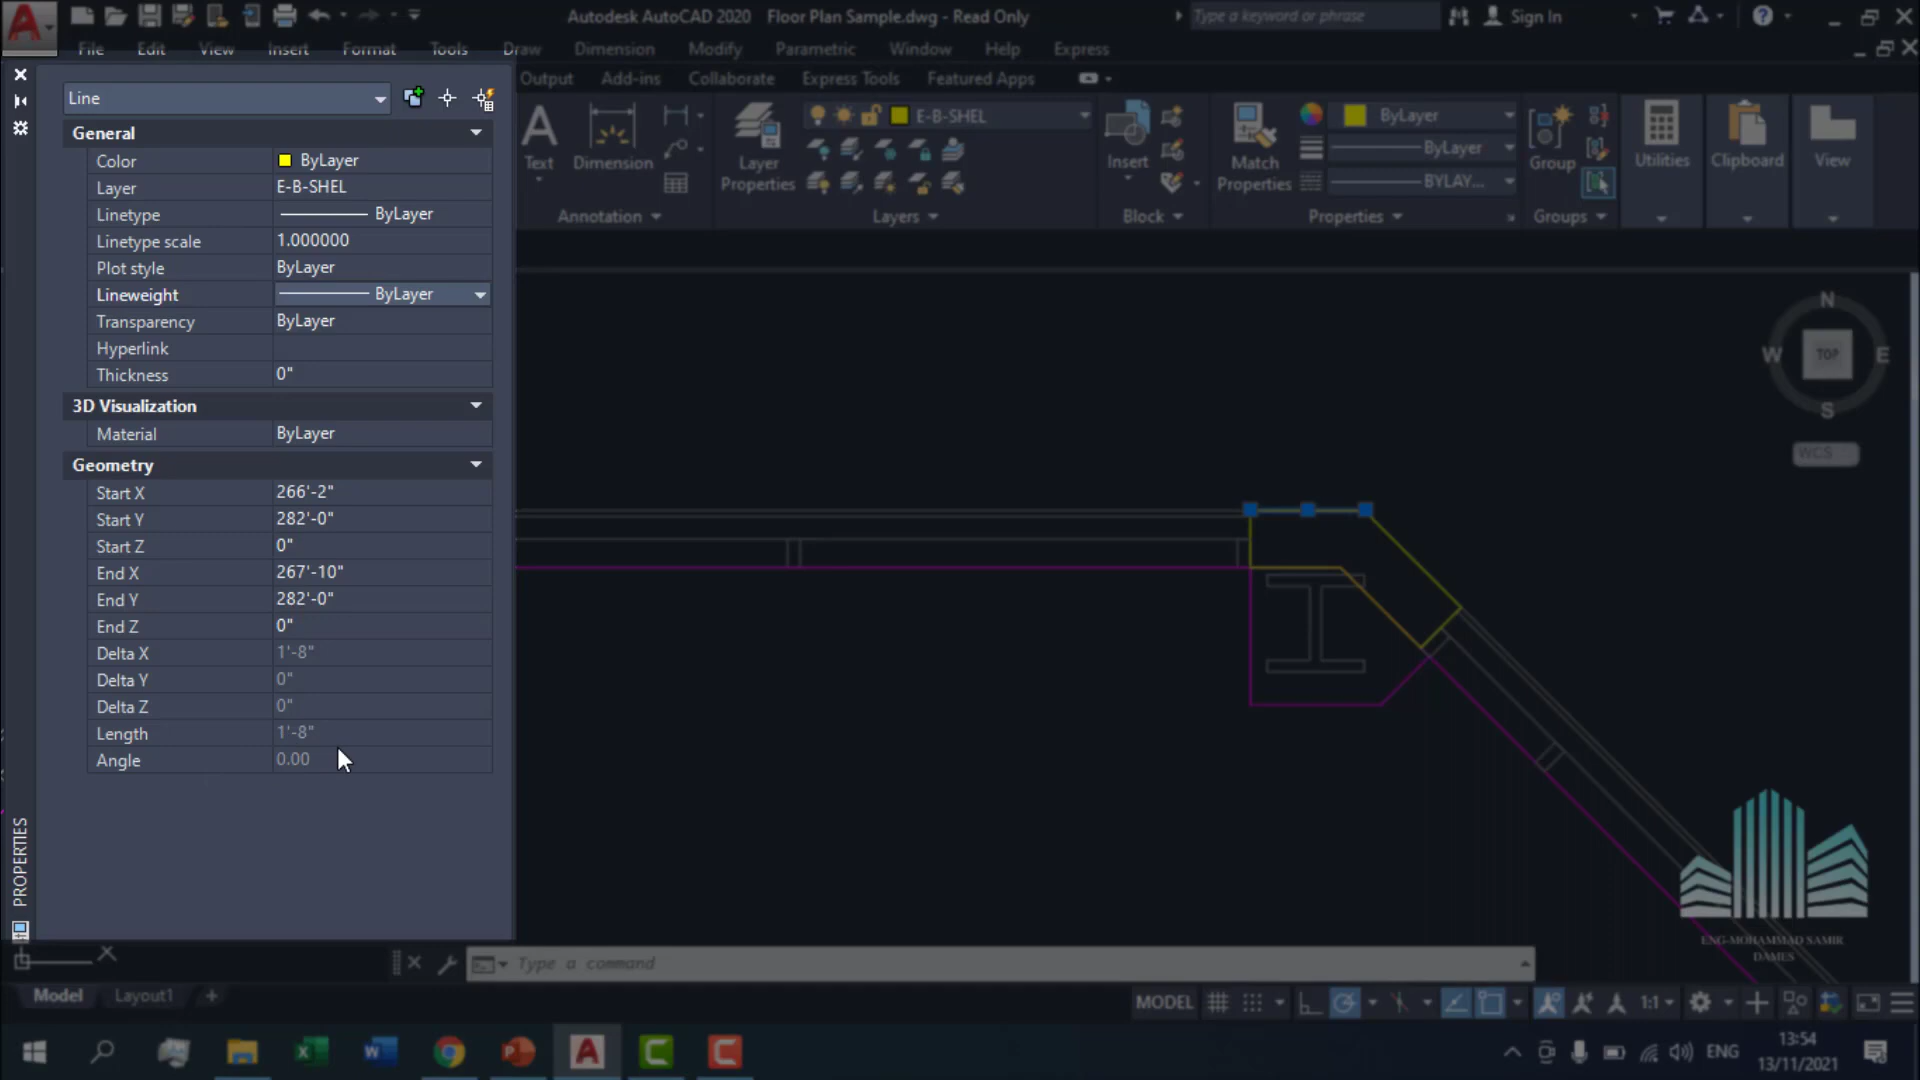 Autodesk AutoCAD 2020 Floor Plan Sample.dwg - Read Only
Type a keyword or phrase
Sign In
File Edit View Insert Format Tools Draw Dimension Modify Parametric Window Help Express
Output Add-ins Collaborate Express Tools Featured Apps
Line
General
Color ByLayer
Layer E-B-SHEL
Linetype ByLayer
Linetype scale 1.000000
Plot style ByLayer
Lineweight ByLayer
Transparency ByLayer
Hyperlink
Thickness 0"
3D Visualization
Material ByLayer
Geometry
Start X 266'-2"
Start Y 282'-0"
Start Z 0"
End X 267'-10"
End Y 282'-0"
End Z 0"
Delta X 1'-8"
Delta Y 0"
Delta Z 0"
Length 1'-8"
Angle 0.00
PROPERTIES
Text
Dimension
Annotation
Layer
Properties
E-B-SHEL
Layers
Insert
Block
Match
Properties
ByLayer
ByLayer
BYLAY...
Properties
Group
Groups
Utilities
Clipboard
View
N
W TOP E
S
WCS
ENG-MOHAMMAD SAMIR
DAMES
Type a command
Model Layout1
MODEL 1:1
ENG
13:54
13/11/2021